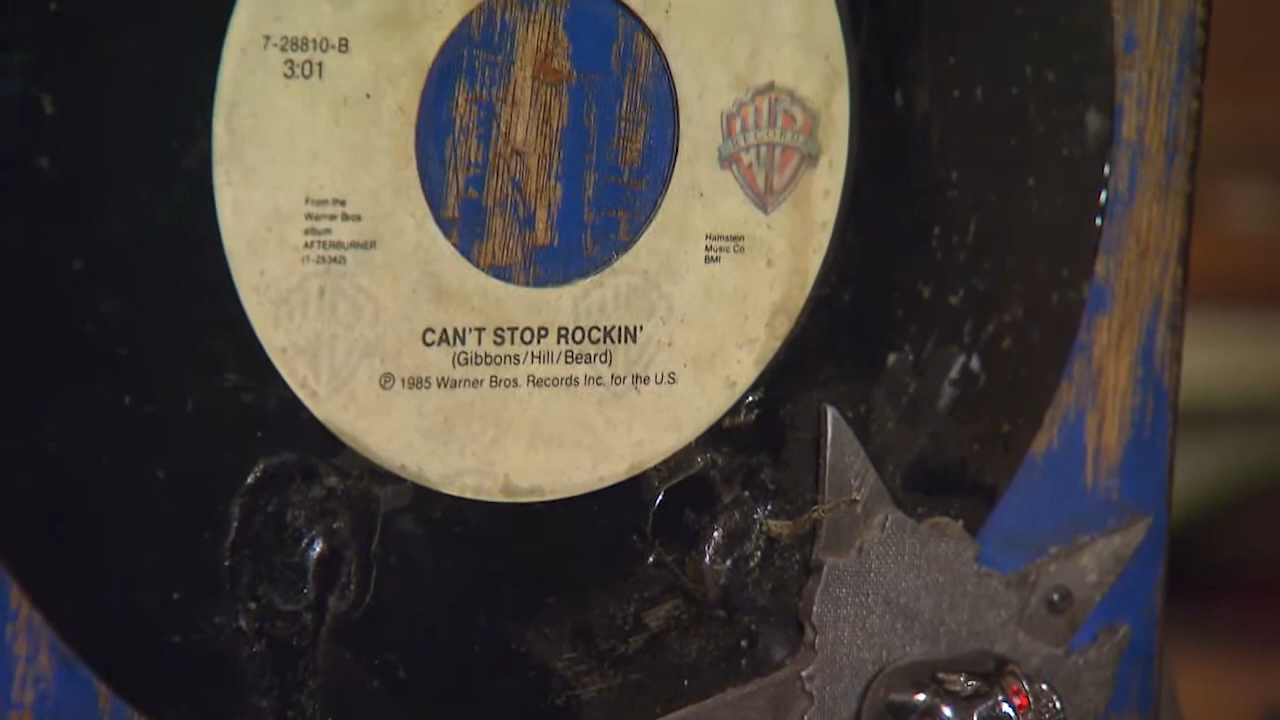 7-28810-B
3:01
RECORDS
From the
Warner Bros.
album
AFTERBURNER
(1-25342)
Hamstein
Music Co
BMI
CAN'T STOP ROCKIN'
(Gibbons/Hill/Beard)
Ⓟ 1985 Warner Bros. Records Inc. for the U.S.